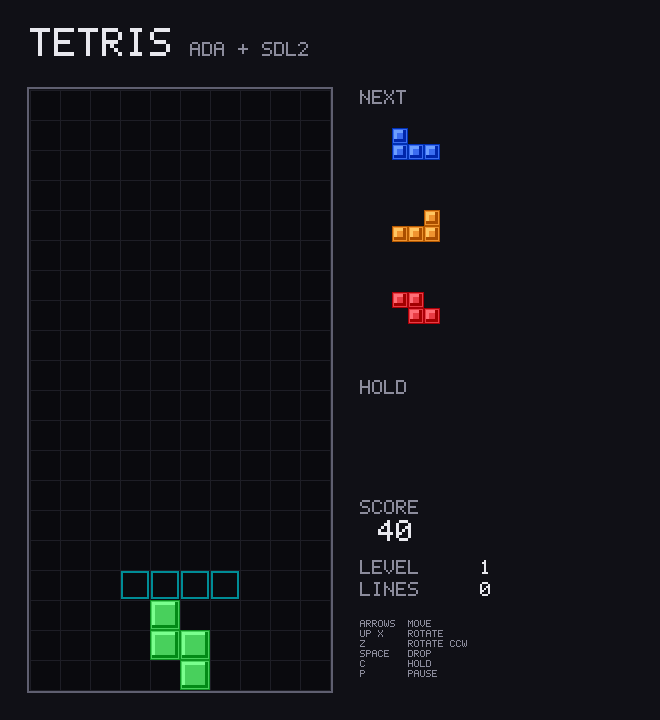 TETRIS ADA + SDL2
NEXT
HOLD
SCORE
40
LEVEL 1
LINES 0
ARROWS MOVE
UP X ROTATE
Z ROTATE CCW
SPACE DROP
C HOLD
P PAUSE